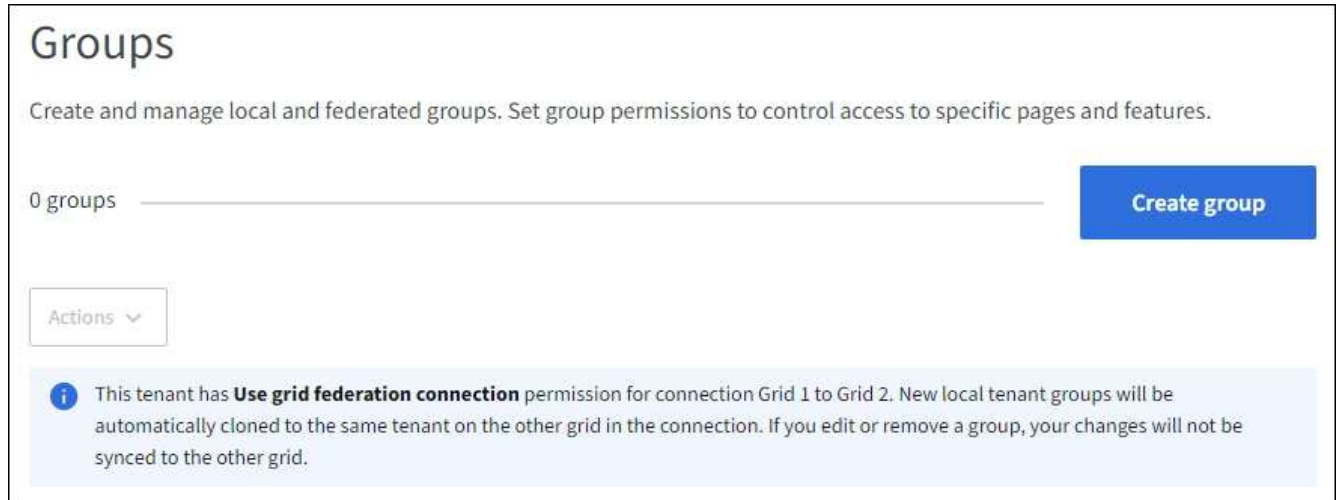 Groups
Create and manage local and federated groups. Set group permissions to control access to specific pages and features.
0 groups
Create group
Actions
This tenant has Use grid federation connection permission for connection Grid 1 to Grid 2. New local tenant groups will be
automatically cloned to the same tenant on the other grid in the connection. If you edit or remove a group, your changes will not be
synced to the other grid.